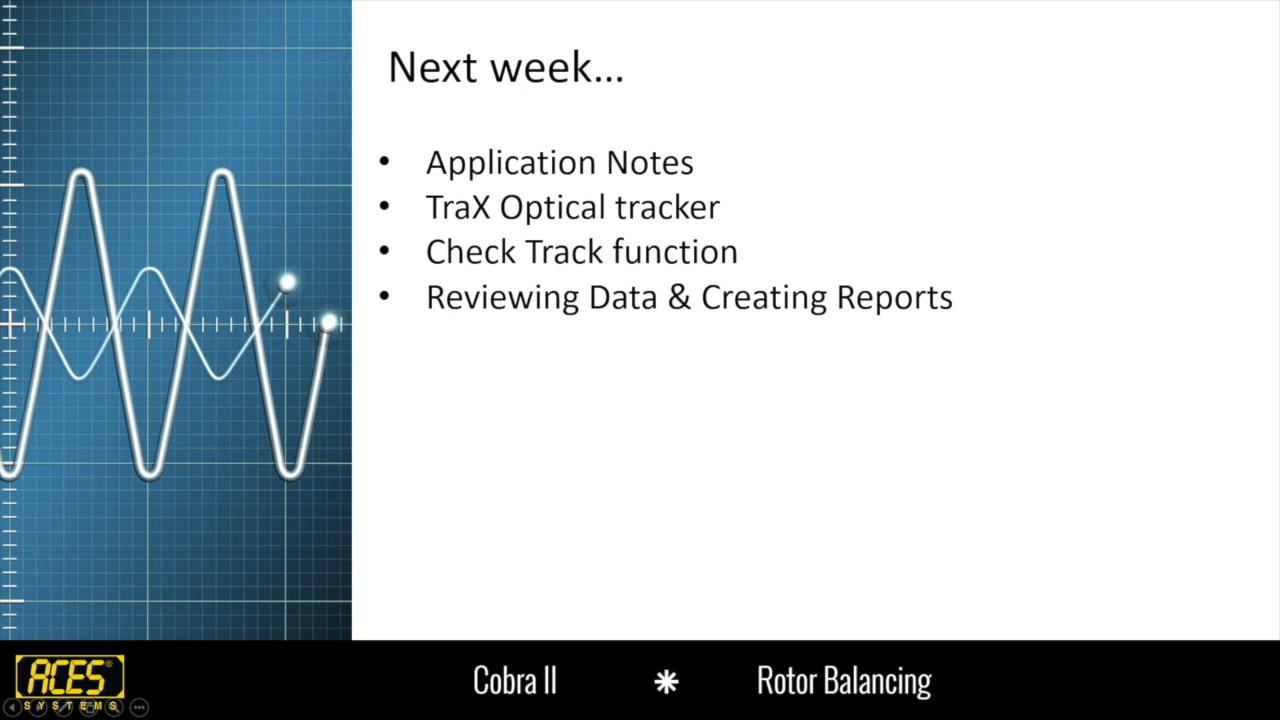 Next week…
• Application Notes
• TraX Optical tracker
• Check Track function
• Reviewing Data & Creating Reports
ACES®
SYSTEMS
Cobra II * Rotor Balancing